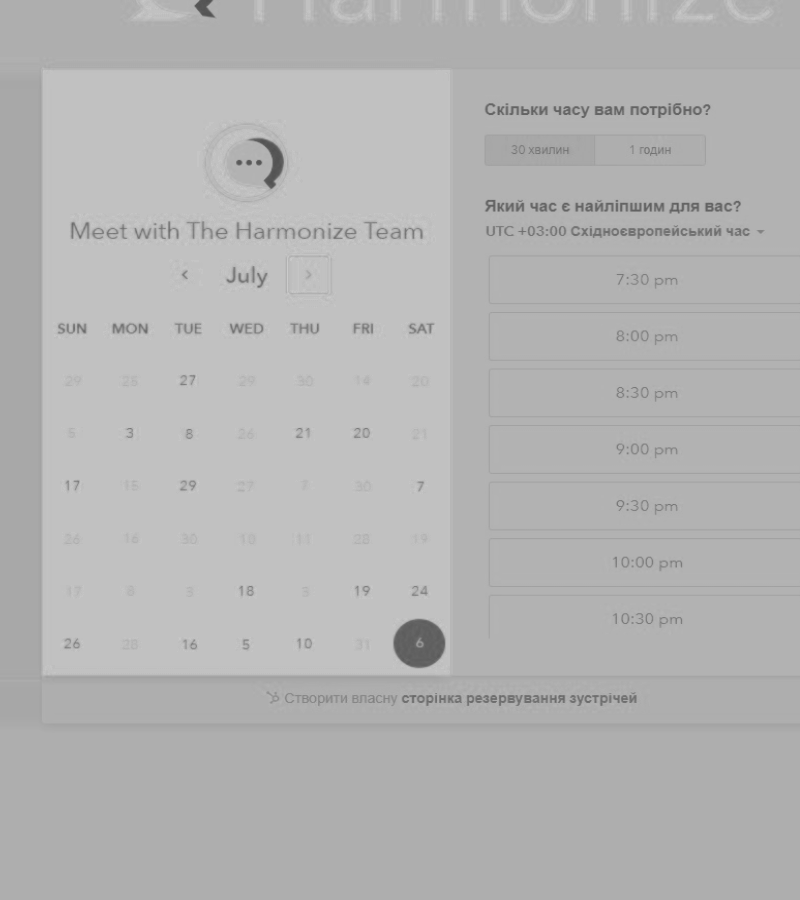 Harmonize
Meet with The Harmonize Team
July
SUN MON TUE WED THU FRI SAT
29 25 27 29 30 20
5 3 8 26 21 20 21
17 15 29 27 30 7
26 16 30 18 11 28 19
17 18 3 19 24
26 28 16 5 10 31 6
Скільки часу вам потрібно?
30 хвилин 1 годин
Який час є найліпшим для вас?
UTC +03:00 Східноєвропейський час
7:30 pm
8:00 pm
8:30 pm
9:00 pm
9:30 pm
10:00 pm
10:30 pm
Створити власну сторінка резервування зустрічей